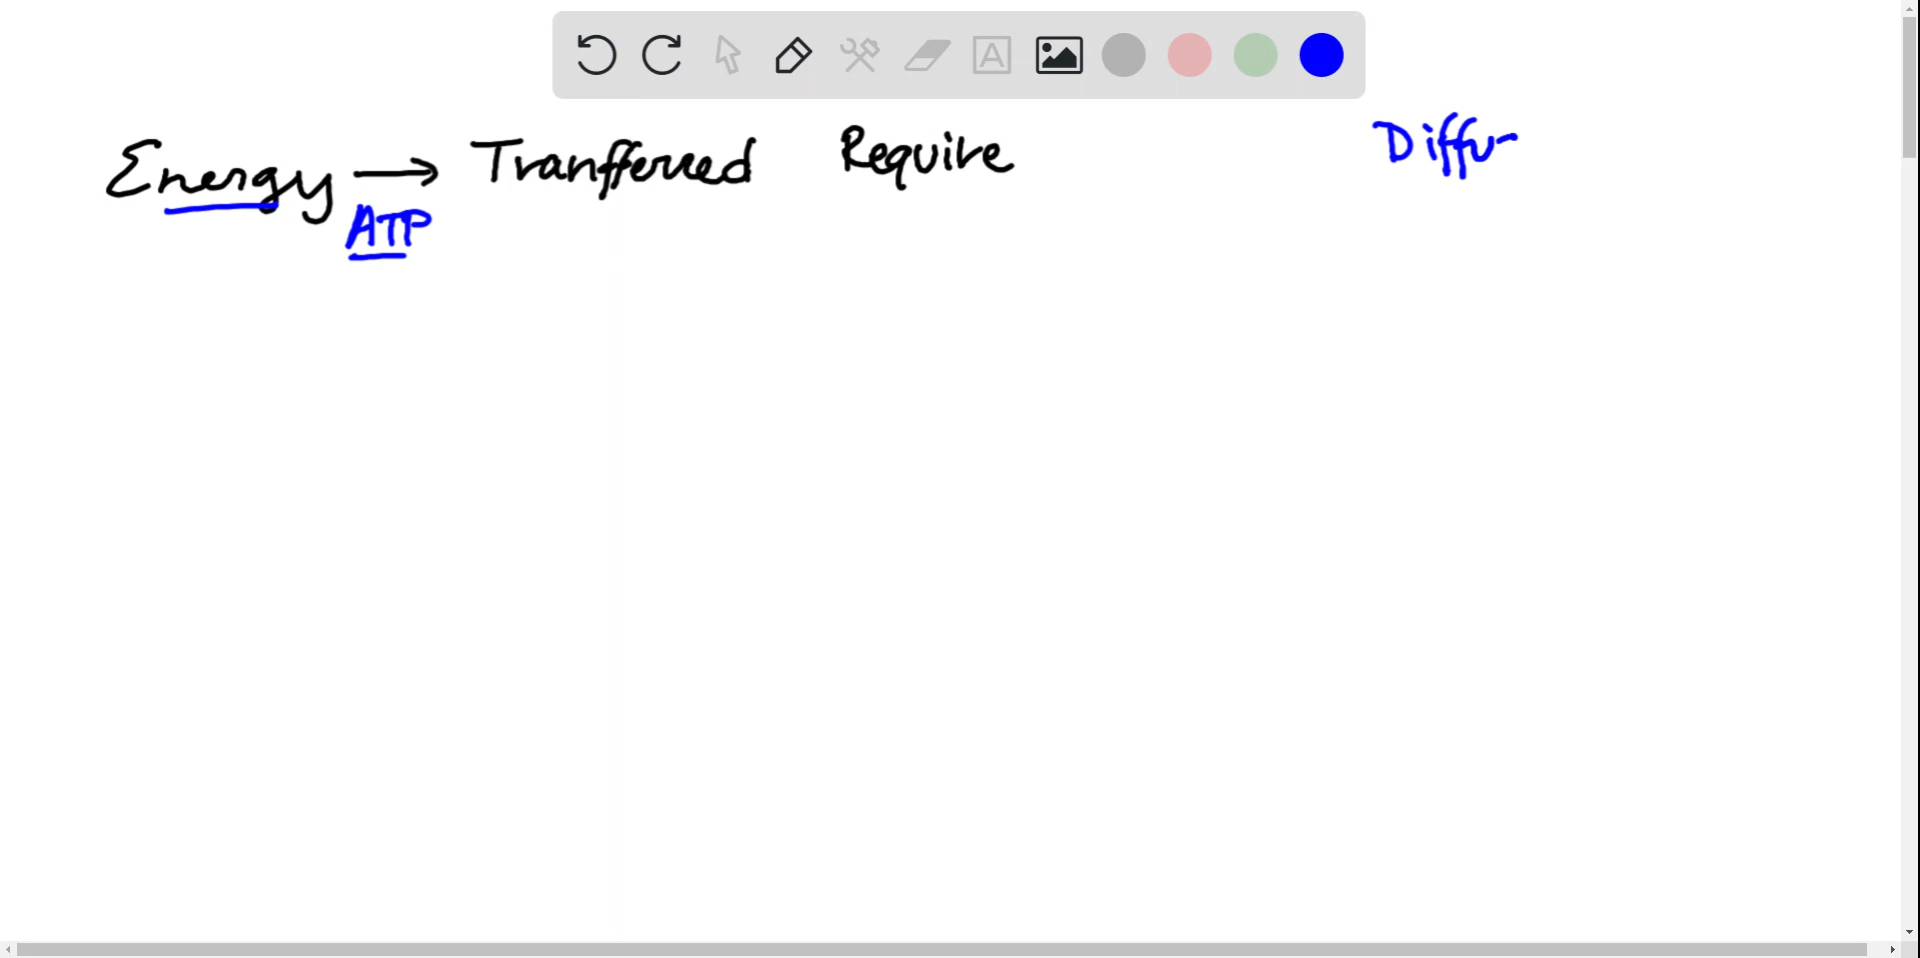 Energy → Tranfferred Require Diffu
ATP